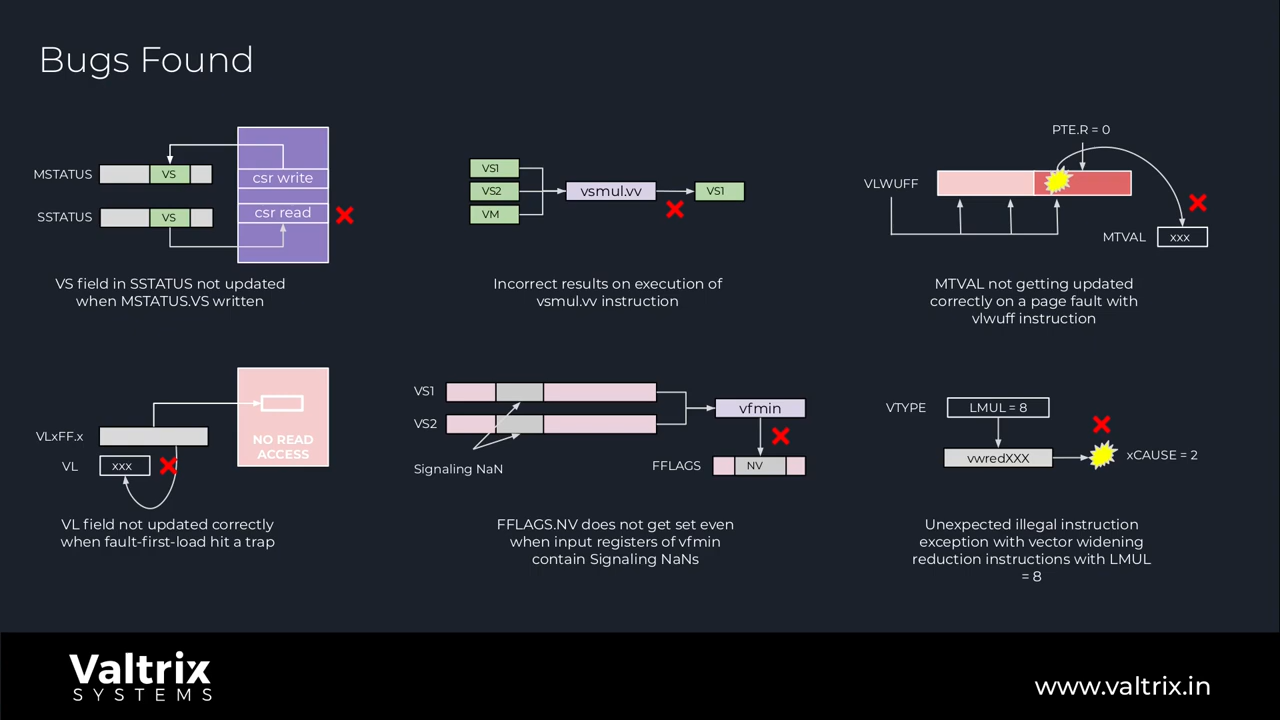 Bugs Found
MSTATUS
VS
csr write
SSTATUS
VS
csr read
VS field in SSTATUS not updated
when MSTATUS.VS written
VS1
VS2
VM
vsmul.vv
VS1
Incorrect results on execution of
vsmul.vv instruction
PTE.R = 0
VLWUFF
MTVAL
xxx
MTVAL not getting updated
correctly on a page fault with
vlwuff instruction
VLxFF.x
VL
xxx
NO READ
ACCESS
VL field not updated correctly
when fault-first-load hit a trap
VS1
VS2
Signaling NaN
vfmin
FFLAGS
NV
FFLAGS.NV does not get set even
when input registers of vfmin
contain Signaling NaNs
VTYPE
LMUL = 8
vwredXXX
xCAUSE = 2
Unexpected illegal instruction
exception with vector widening
reduction instructions with LMUL
= 8
Valtrix
SYSTEMS
www.valtrix.in